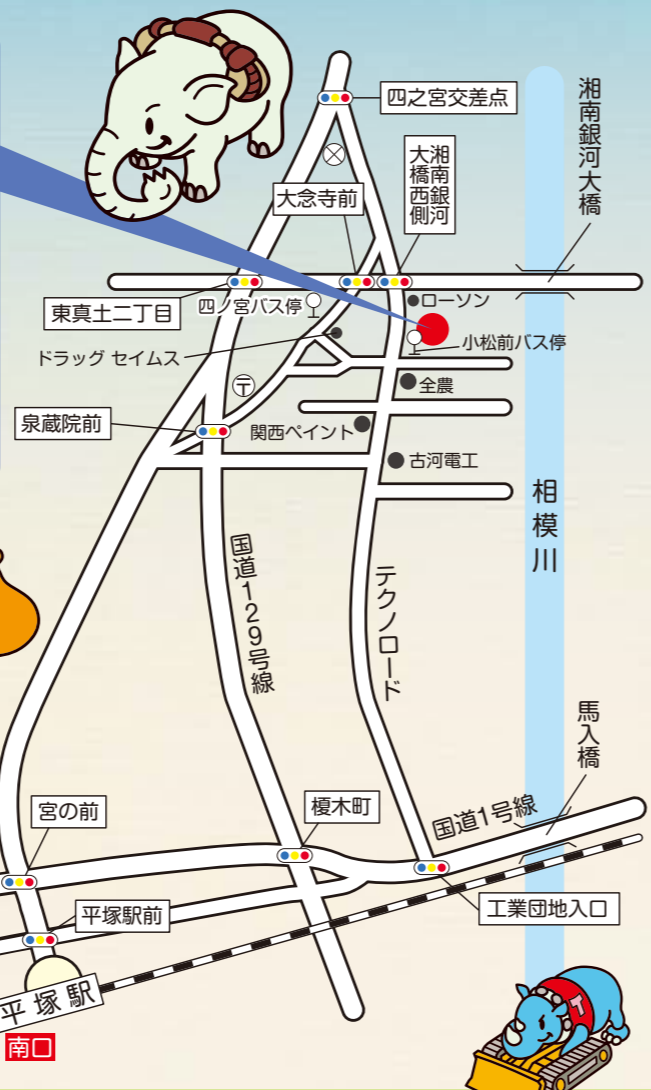 四之宮交差点
湘南銀河
大橋西側
湘南銀河大橋
大念寺前
東真土二丁目
四ノ宮バス停
ローソン
小松前バス停
ドラッグ セイムス
〒
全農
泉蔵院前
関西ペイント
古河電工
相模川
国道129号線
テクノロード
馬入橋
宮の前
榎木町
国道1号線
平塚駅前
工業団地入口
平塚駅
南口
T